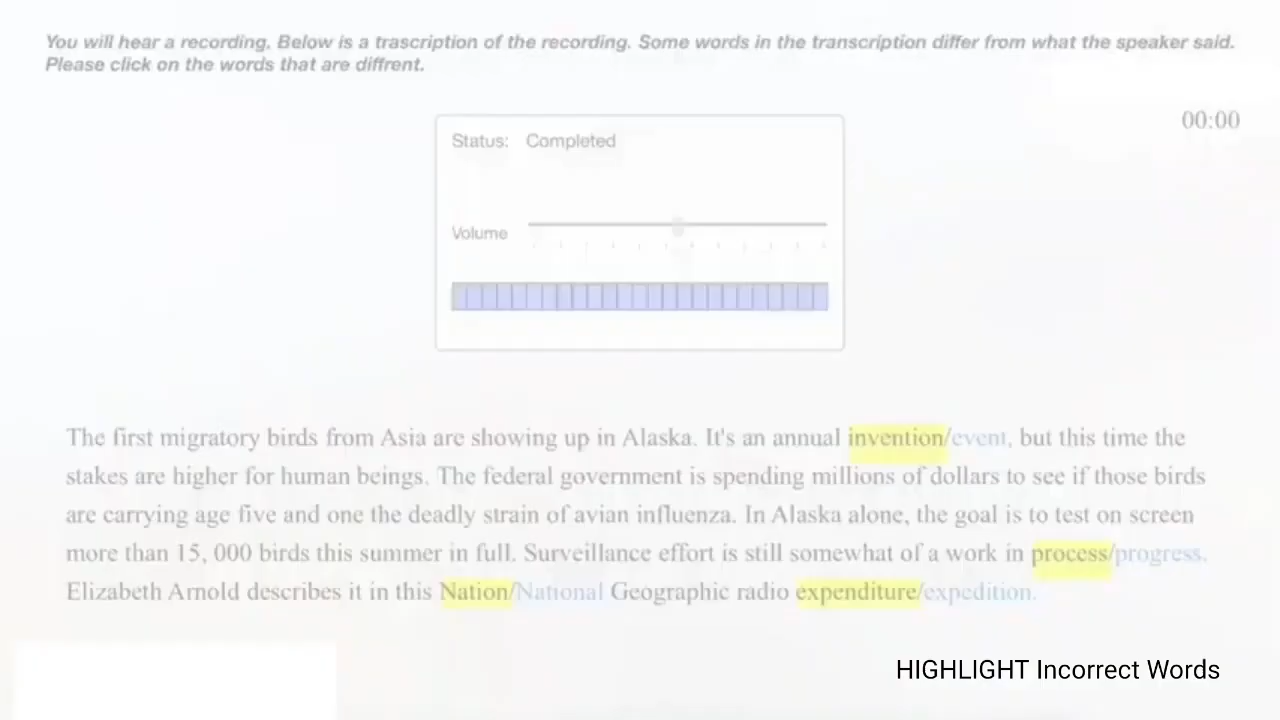 You will hear a recording. Below is a trascription of the recording. Some words in the transcription differ from what the speaker said.
Please click on the words that are diffrent.
00:00
Status: Completed
Volume
The first migratory birds from Asia are showing up in Alaska. It's an annual invention/event, but this time the
stakes are higher for human beings. The federal government is spending millions of dollars to see if those birds
are carrying age five and one the deadly strain of avian influenza. In Alaska alone, the goal is to test on screen
more than 15, 000 birds this summer in full. Surveillance effort is still somewhat of a work in process/progress.
Elizabeth Arnold describes it in this Nation/National Geographic radio expenditure/expedition.
HIGHLIGHT Incorrect Words